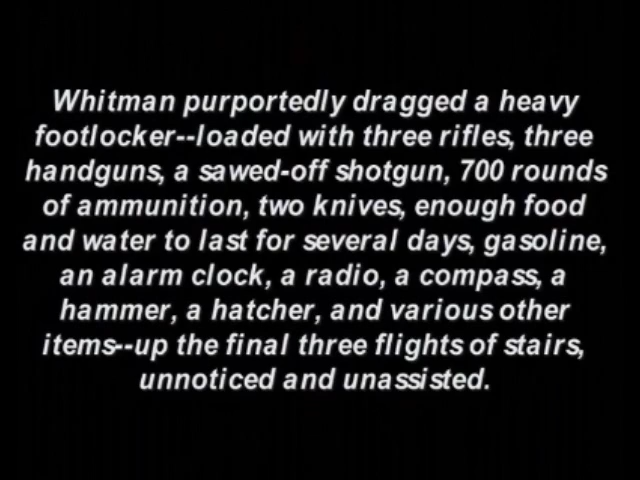 Whitman purportedly dragged a heavy
footlocker--loaded with three rifles, three
handguns, a sawed-off shotgun, 700 rounds
of ammunition, two knives, enough food
and water to last for several days, gasoline,
an alarm clock, a radio, a compass, a
hammer, a hatcher, and various other
items--up the final three flights of stairs,
unnoticed and unassisted.